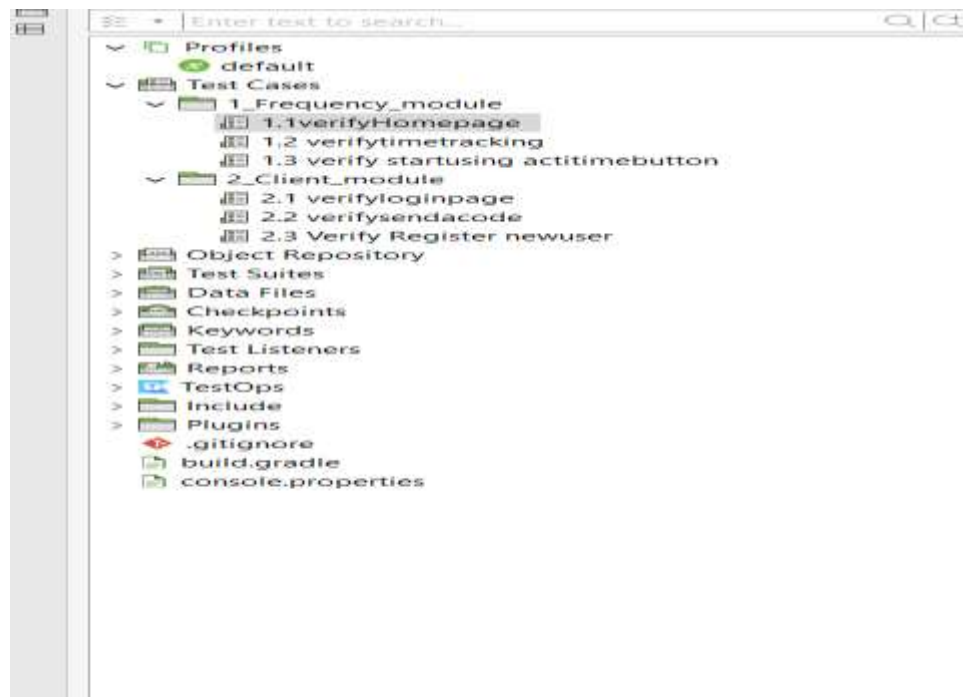 Enter text to search...
Profiles
default
Test Cases
1_Frequency_module
1.1verifyHomepage
1.2 verifytimetracking
1.3 verify startusing actitimebutton
2_Client_module
2.1 verifyloginpage
2.2 verifysendacode
2.3 Verify Register newuser
Object Repository
Test Suites
Data Files
Checkpoints
Keywords
Test Listeners
Reports
TestOps
Include
Plugins
.gitignore
build.gradle
console.properties